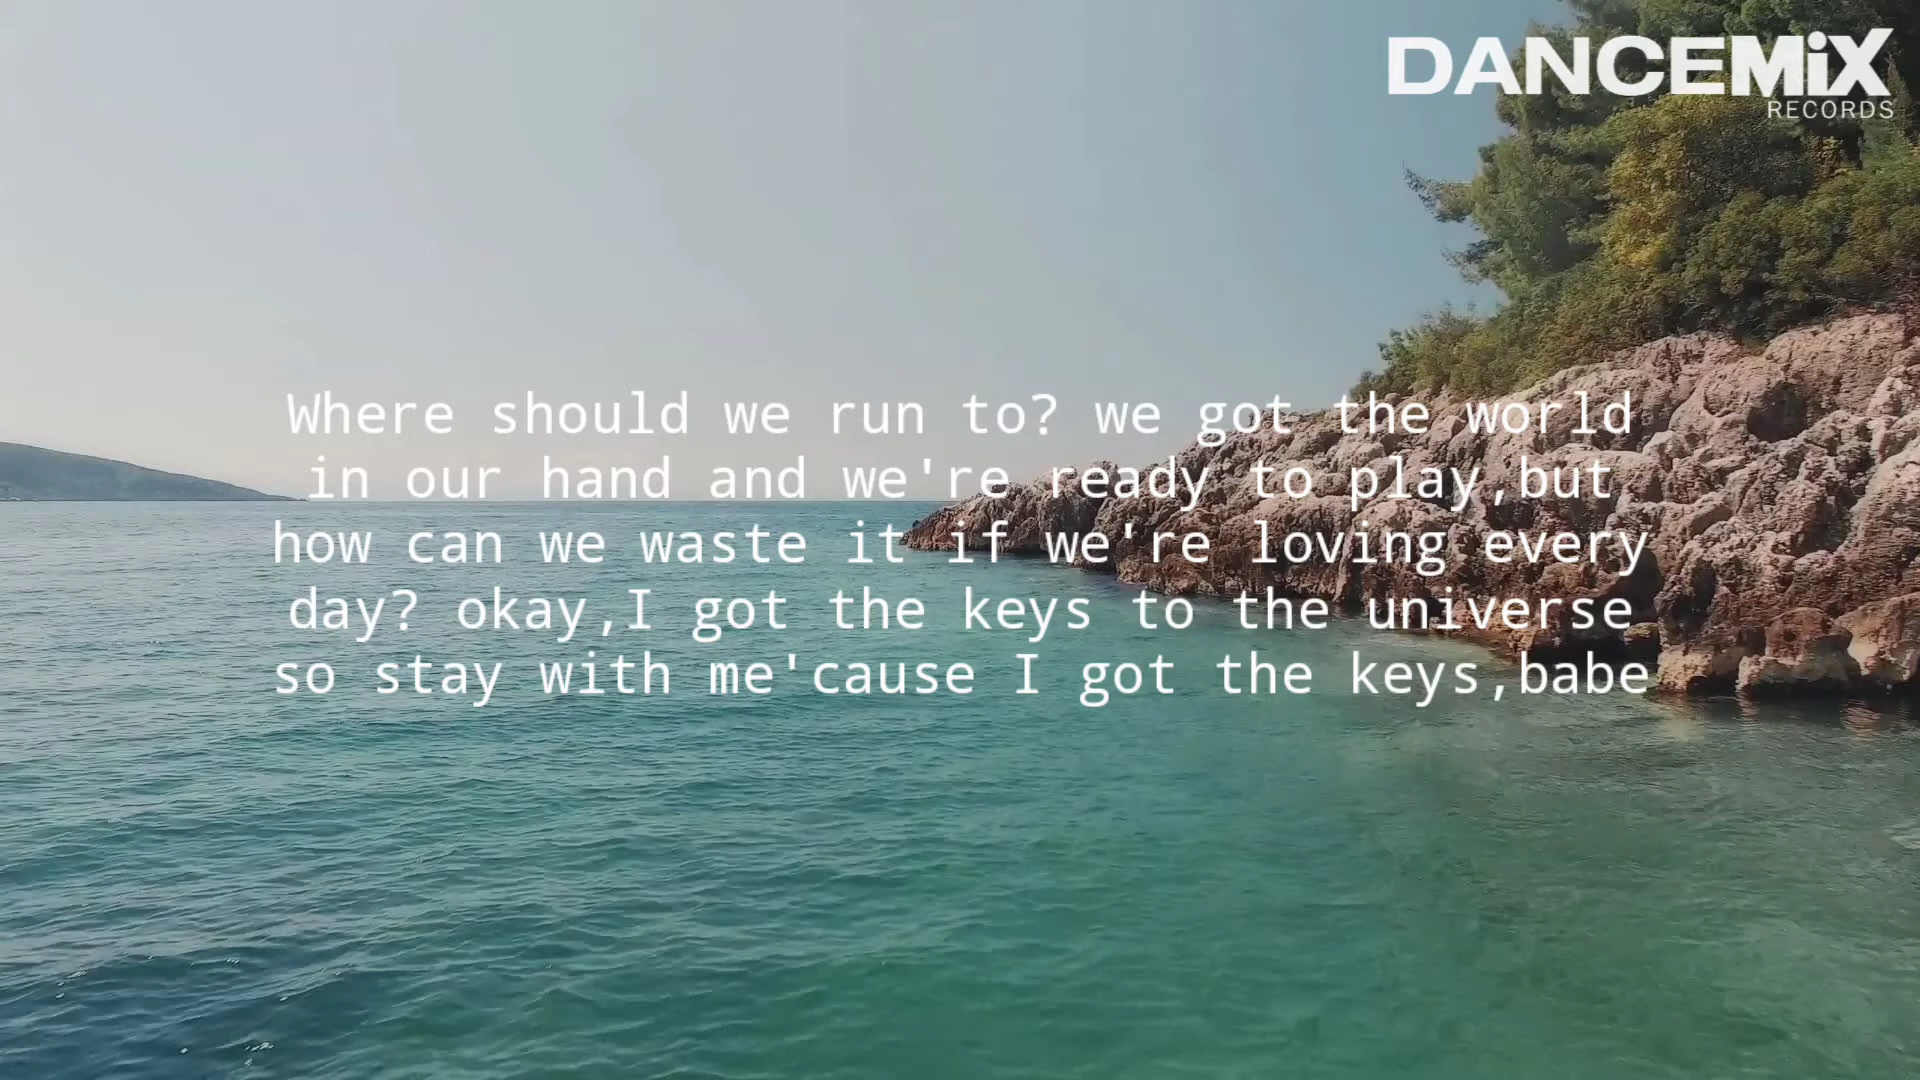 DANCEMiX
RECORDS
Where should we run to? we got the world
in our hand and we're ready to play,but
how can we waste it if we're loving every
day? okay,I got the keys to the universe
so stay with me'cause I got the keys,babe